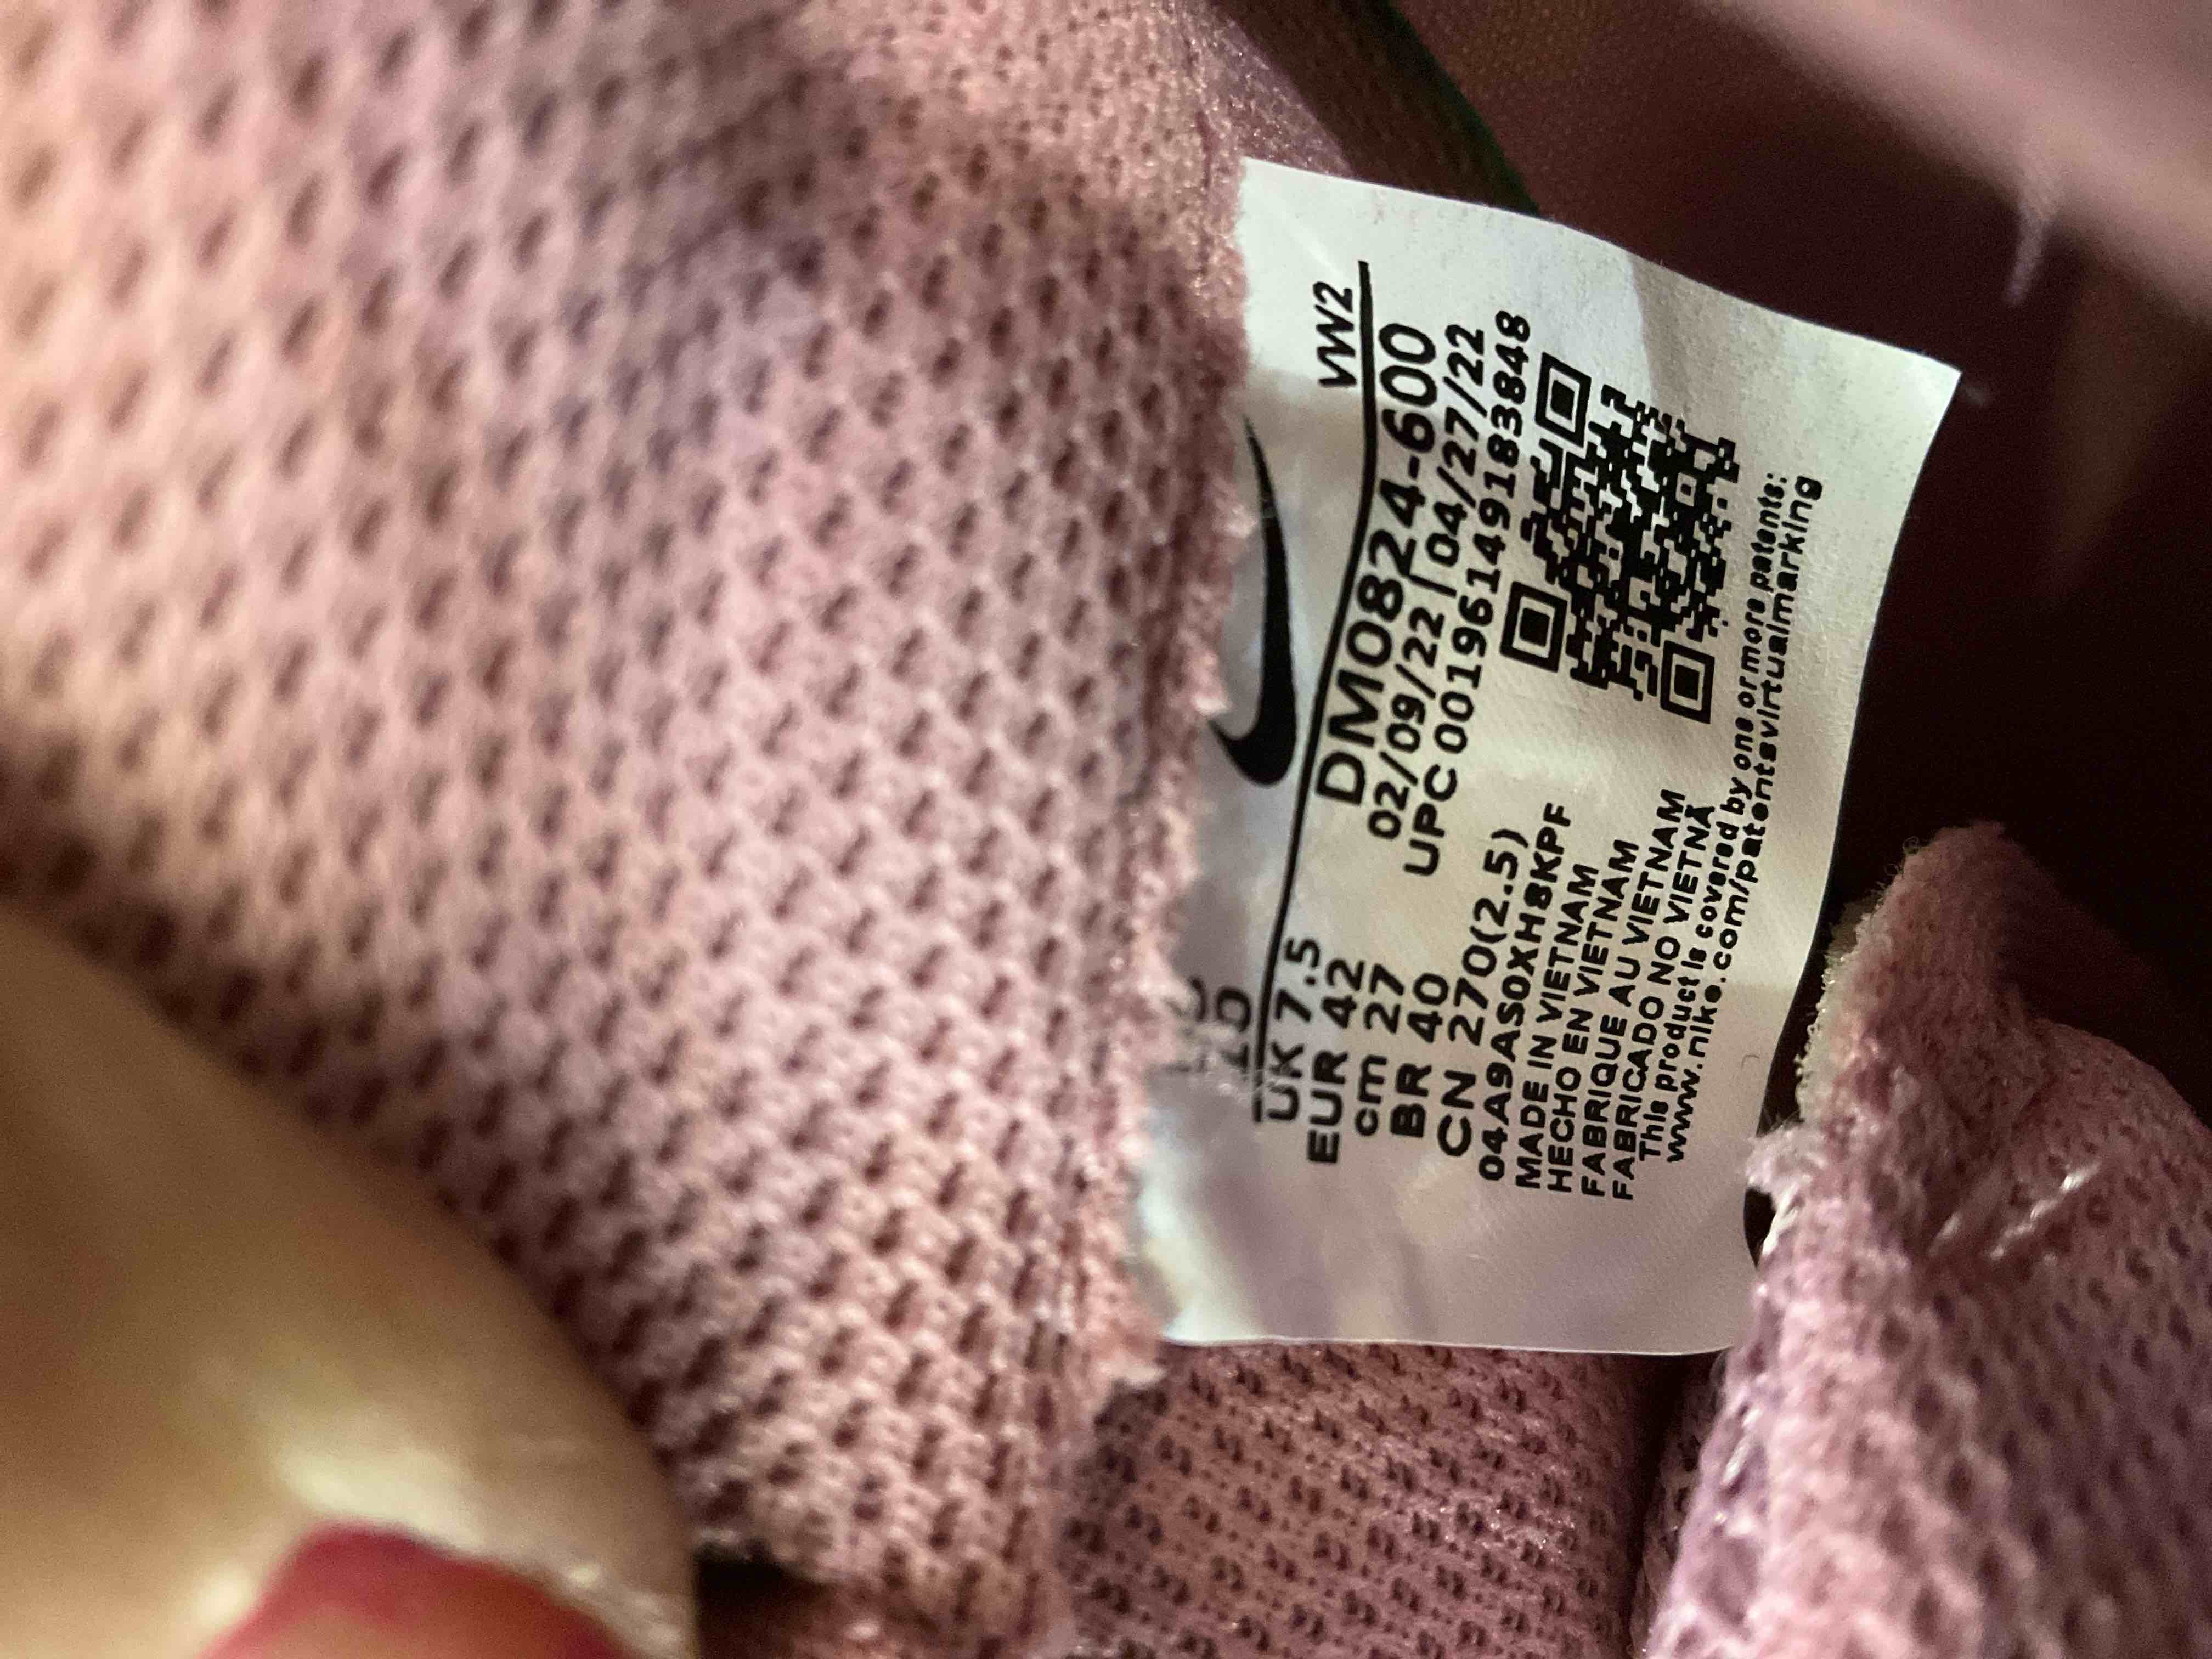 VVV2
10
UK 7.5
EUR 42
cm 27
BR 40
CN 270(2.5)
DM0824-600
02/09/22 | 04/27/22
UPC 00196149183848
04A9AS0XH8KPF
MADE IN VIETNAM
HECHO EN VIETNAM
FABRIQUE AU VIETNAM
FABRICADO NO VIETNÃ
This product is covered by one or more patents:
www.nike.com/patentsvirtualmarking